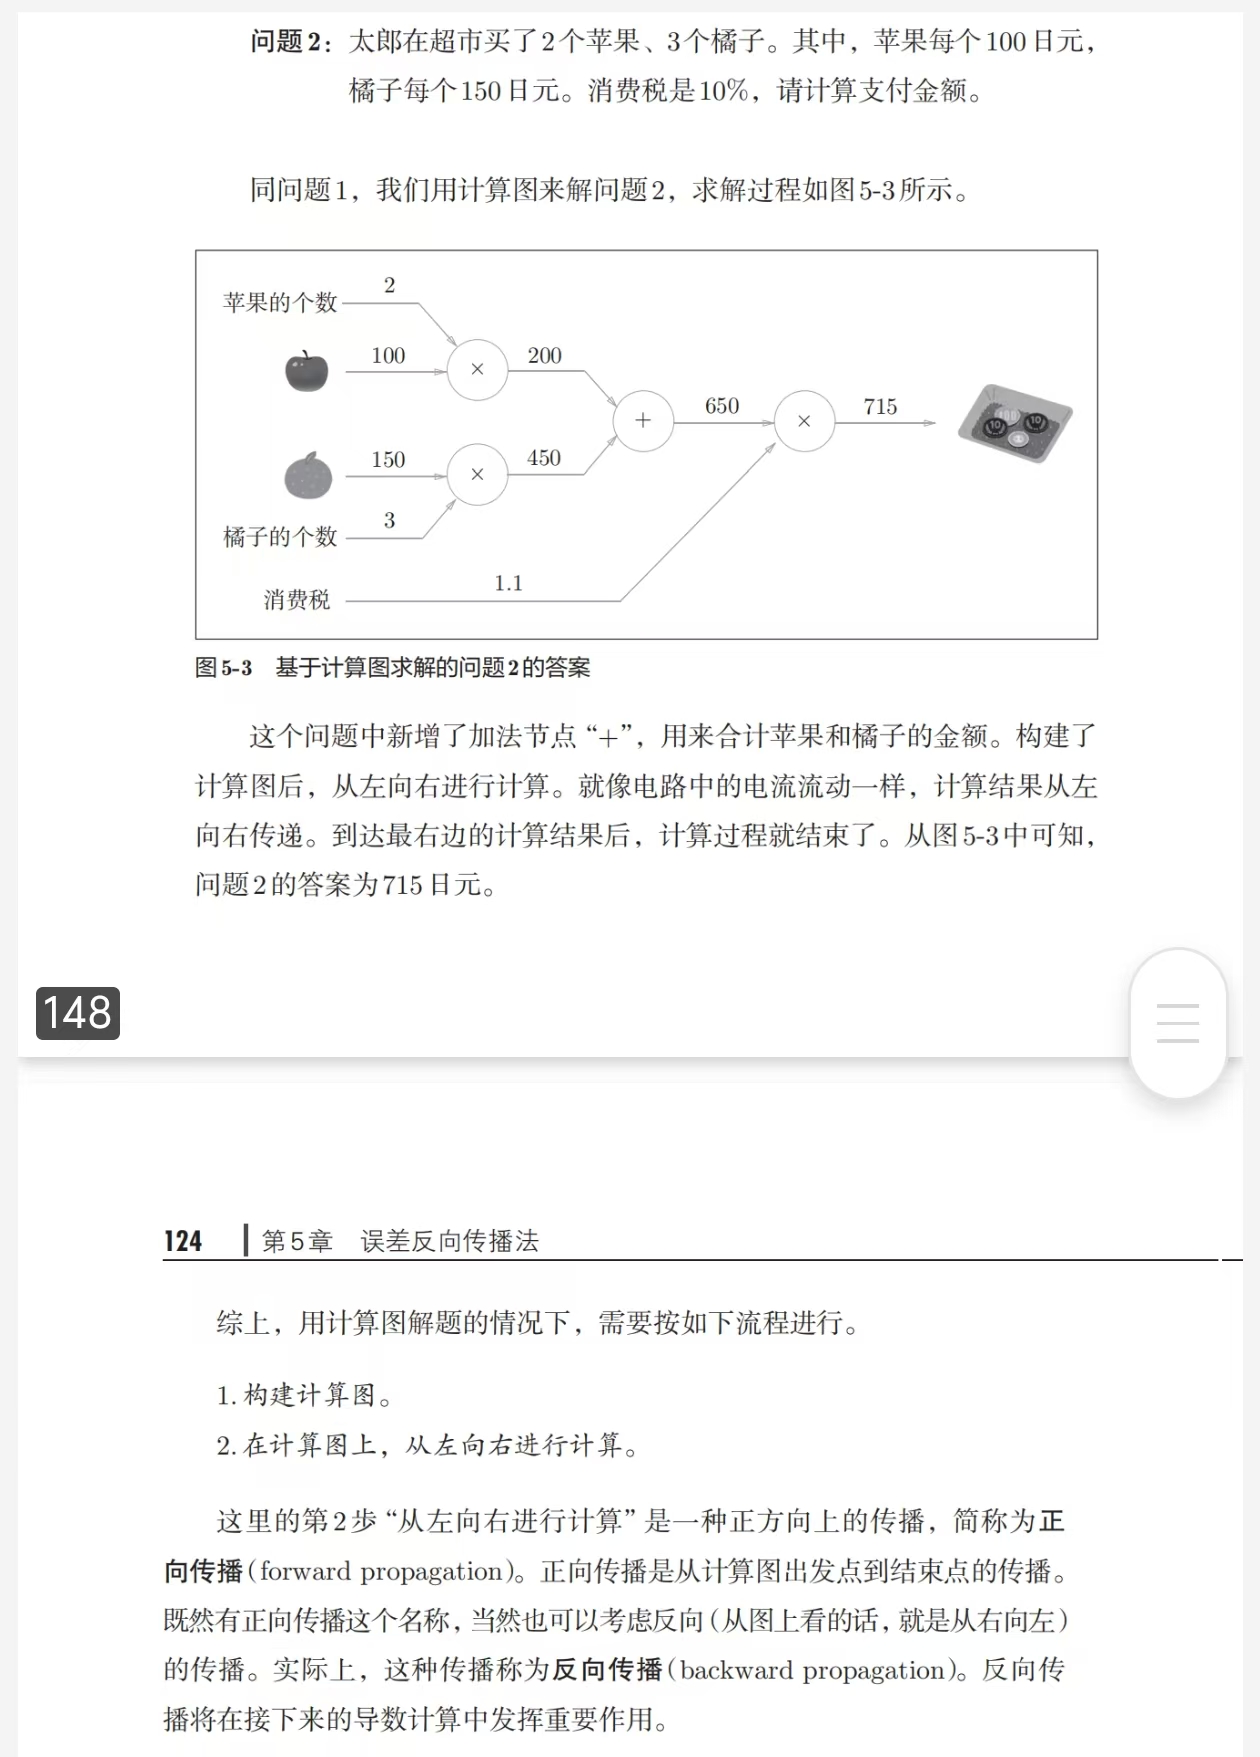 问题2：太郎在超市买了2个苹果、3个橘子。其中，苹果每个100日元，
橘子每个150日元。消费税是10%，请计算支付金额。
同问题1，我们用计算图来解问题2，求解过程如图5-3所示。
苹果的个数
2
100
×
200
150
×
450
橘子的个数
3
+
650
×
715
10
10
消费税
1.1
图5-3 基于计算图求解的问题2的答案
这个问题中新增了加法节点“+”，用来合计苹果和橘子的金额。构建了
计算图后，从左向右进行计算。就像电路中的电流流动一样，计算结果从左
向右传递。到达最右边的计算结果后，计算过程就结束了。从图5-3中可知，
问题2的答案为715日元。
148
124 第5章 误差反向传播法
综上，用计算图解题的情况下，需要按如下流程进行。
1.构建计算图。
2.在计算图上，从左向右进行计算。
这里的第2步“从左向右进行计算”是一种正方向上的传播，简称为正
向传播（forward propagation）。正向传播是从计算图出发点到结束点的传播。
既然有正向传播这个名称，当然也可以考虑反向（从图上看的话，就是从右向左）
的传播。实际上，这种传播称为反向传播（backward propagation）。反向传
播将在接下来的导数计算中发挥重要作用。